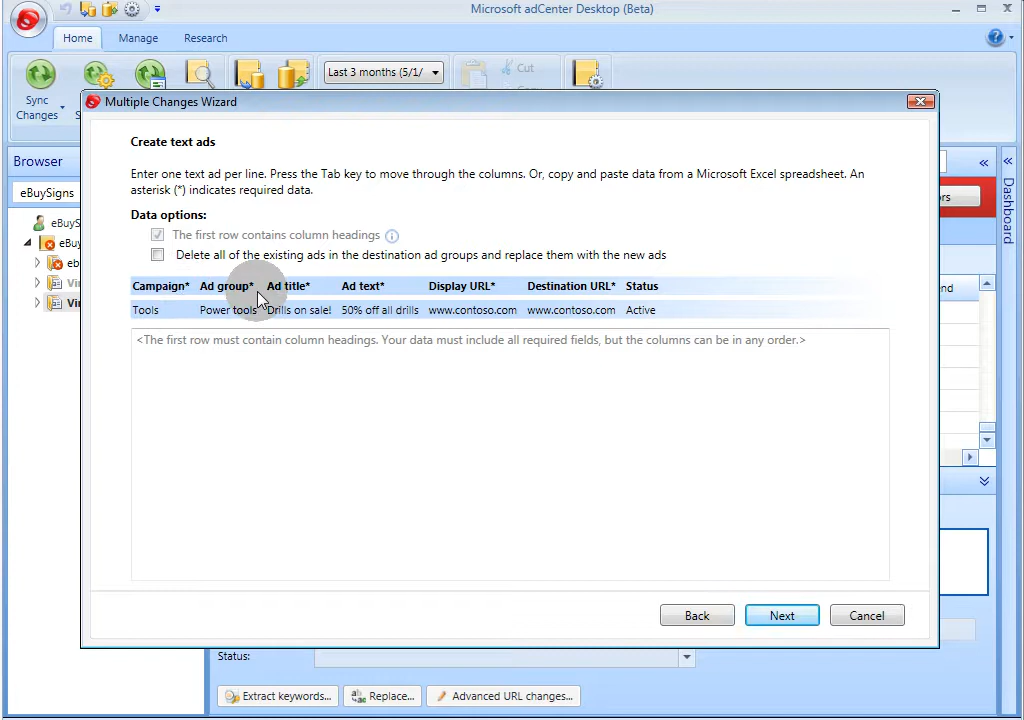 Microsoft adCenter Desktop (Beta)
Home Manage Research
Last 3 months (5/1/
Cut
Sync
Changes
Multiple Changes Wizard
Create text ads
Enter one text ad per line. Press the Tab key to move through the columns. Or, copy and paste data from a Microsoft Excel spreadsheet. An
asterisk (*) indicates required data.
Data options:
The first row contains column headings
Delete all of the existing ads in the destination ad groups and replace them with the new ads
Campaign* Ad group* Ad title* Ad text* Display URL* Destination URL* Status
Tools Power tools Drills on sale! 50% off all drills www.contoso.com www.contoso.com Active
<The first row must contain column headings. Your data must include all required fields, but the columns can be in any order.>
Back Next Cancel
Browser
eBuySigns
eBuyS
eBuy
eb
Vir
Vir
ors
nd
Dashboard
Status:
Extract keywords... Replace... Advanced URL changes...